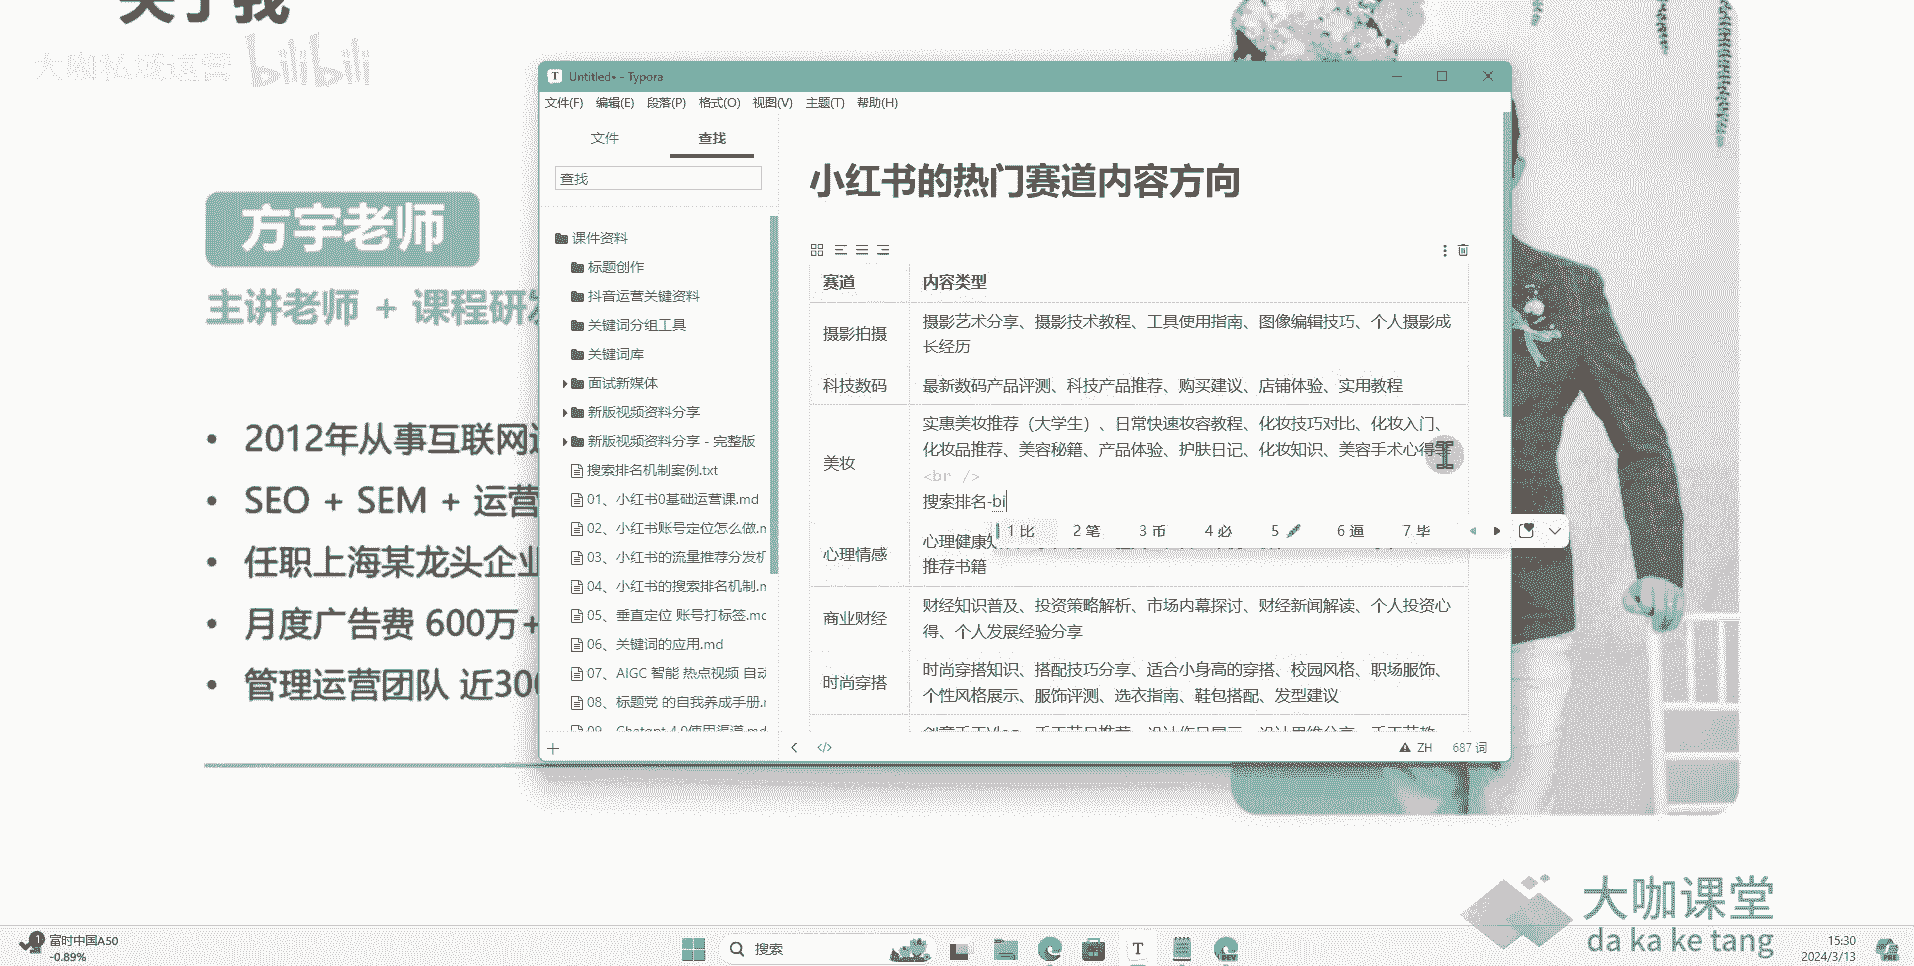 关于我
大咖私域运营 bilibili
方宇老师
主讲老师 + 课程研发
• 2012年从事互联网
• SEO + SEM + 运营
• 任职上海某龙头企业
• 月度广告费 600万+
• 管理运营团队 近300
Untitled• - Typora
文件(F) 编辑(E) 段落(P) 格式(O) 视图(V) 主题(T) 帮助(H)
文件 查找
查找
课件资料
标题创作
抖音运营关键资料
关键词分组工具
关键词库
面试新媒体
新版视频资料分享
新版视频资料分享 - 完整版
搜索排名机制案例.txt
01、小红书0基础运营课.md
02、小红书账号定位怎么做.m
03、小红书的流量推荐分发机
04、小红书的搜索排名机制.m
05、垂直定位 账号打标签.md
06、关键词的应用.md
07、AIGC 智能 热点视频 自动
08、标题党 的自我养成手册.r
09、Chatgpt 4.0使用渠道.md
小红书的热门赛道内容方向
赛道 内容类型
摄影拍摄 摄影艺术分享、摄影技术教程、工具使用指南、图像编辑技巧、个人摄影成
长经历
科技数码 最新数码产品评测、科技产品推荐、购买建议、店铺体验、实用教程
美妆 实惠美妆推荐（大学生）、日常快速妆容教程、化妆技巧对比、化妆入门、
化妆品推荐、美容秘籍、产品体验、护肤日记、化妆知识、美容手术心得等
<br />
搜索排名-bi
1 比 2 笔 3 币 4 必 5 6 逼 7 毕
心理情感 心理健康
推荐书籍
商业财经 财经知识普及、投资策略解析、市场内幕探讨、财经新闻解读、个人投资心
得、个人发展经验分享
时尚穿搭 时尚穿搭知识、搭配技巧分享、适合小身高的穿搭、校园风格、职场服饰、
个性风格展示、服饰评测、选衣指南、鞋包搭配、发型建议
ZH 687 词
大咖课堂
da ka ke tang
1 富时中国A50
-0.89%
搜索
T
DEV
15:30
2024/3/13
PRE